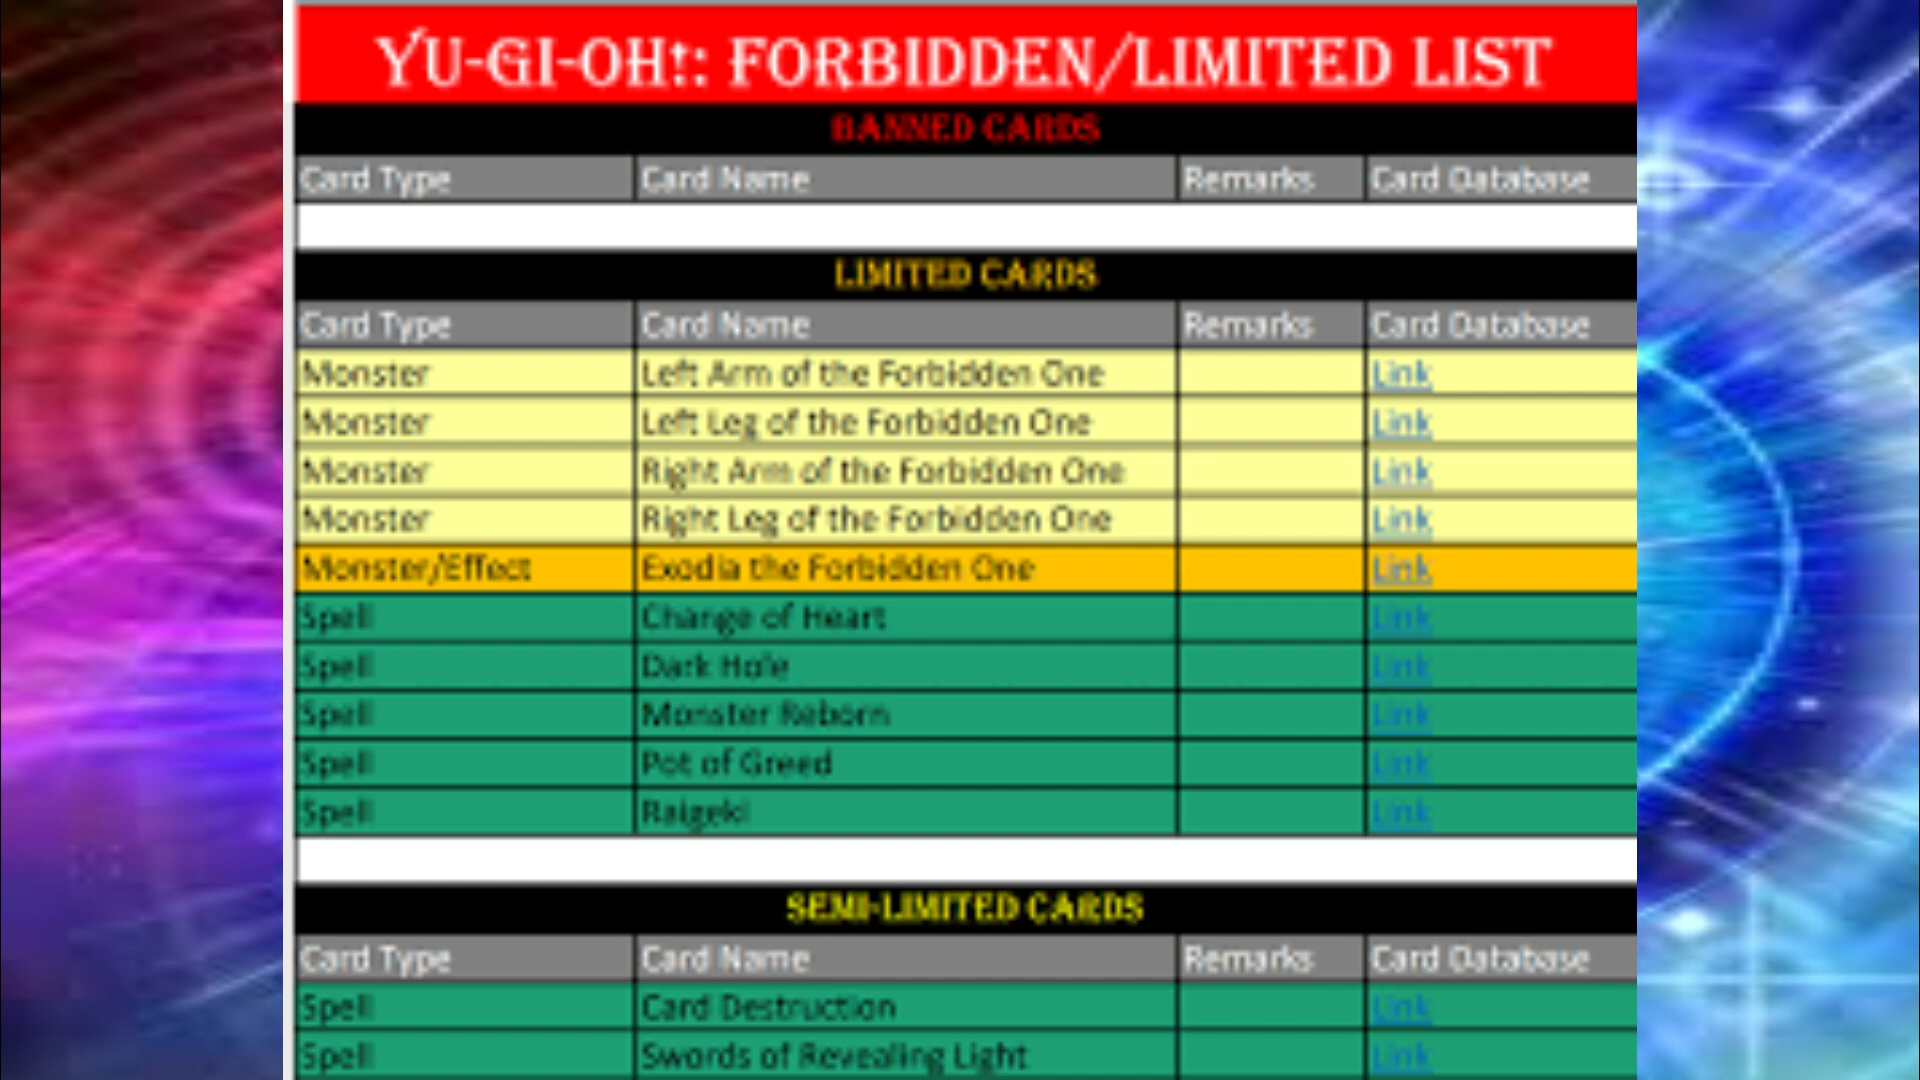 YU-GI-OH!: FORBIDDEN/LIMITED LIST
BANNED CARDS
Card Type Card Name Remarks Card Database
LIMITED CARDS
Card Type Card Name Remarks Card Database
Monster Left Arm of the Forbidden One Link
Monster Left Leg of the Forbidden One Link
Monster Right Arm of the Forbidden One Link
Monster Right Leg of the Forbidden One Link
Monster/Effect Exodia the Forbidden One Link
Spell Change of Heart Link
Spell Dark Hole Link
Spell Monster Reborn Link
Spell Pot of Greed Link
Spell Raigeki Link
SEMI-LIMITED CARDS
Card Type Card Name Remarks Card Database
Spell Card Destruction Link
Spell Swords of Revealing Light Link